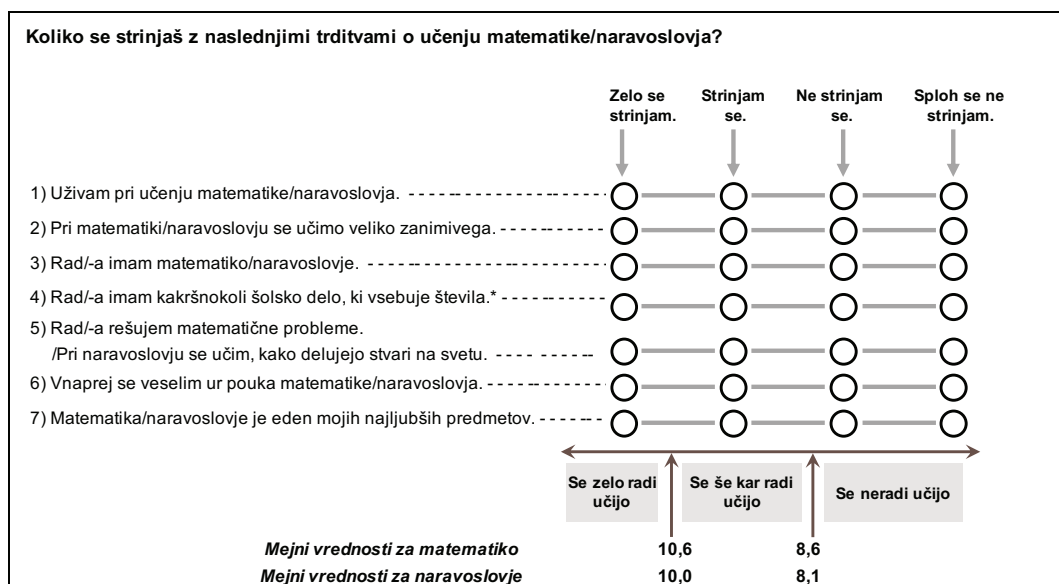 Koliko se strinjaš z naslednjimi trditvami o učenju matematike/naravoslovja?
Zelo se strinjam.
Strinjam se.
Ne strinjam se.
Sploh se ne strinjam.
1) Uživam pri učenju matematike/naravoslovja.
2) Pri matematiki/naravoslovju se učimo veliko zanimivega.
3) Rad/-a imam matematiko/naravoslovje.
4) Rad/-a imam kakršnokoli šolsko delo, ki vsebuje števila.*
5) Rad/-a rešujem matematične probleme.
/Pri naravoslovju se učim, kako delujejo stvari na svetu.
6) Vnaprej se veselim ur pouka matematike/naravoslovja.
7) Matematika/naravoslovje je eden mojih najljubših predmetov.
Se zelo radi učijo
Se še kar radi učijo
Se neradi učijo
Mejni vrednosti za matematiko 10,6 8,6
Mejni vrednosti za naravoslovje 10,0 8,1